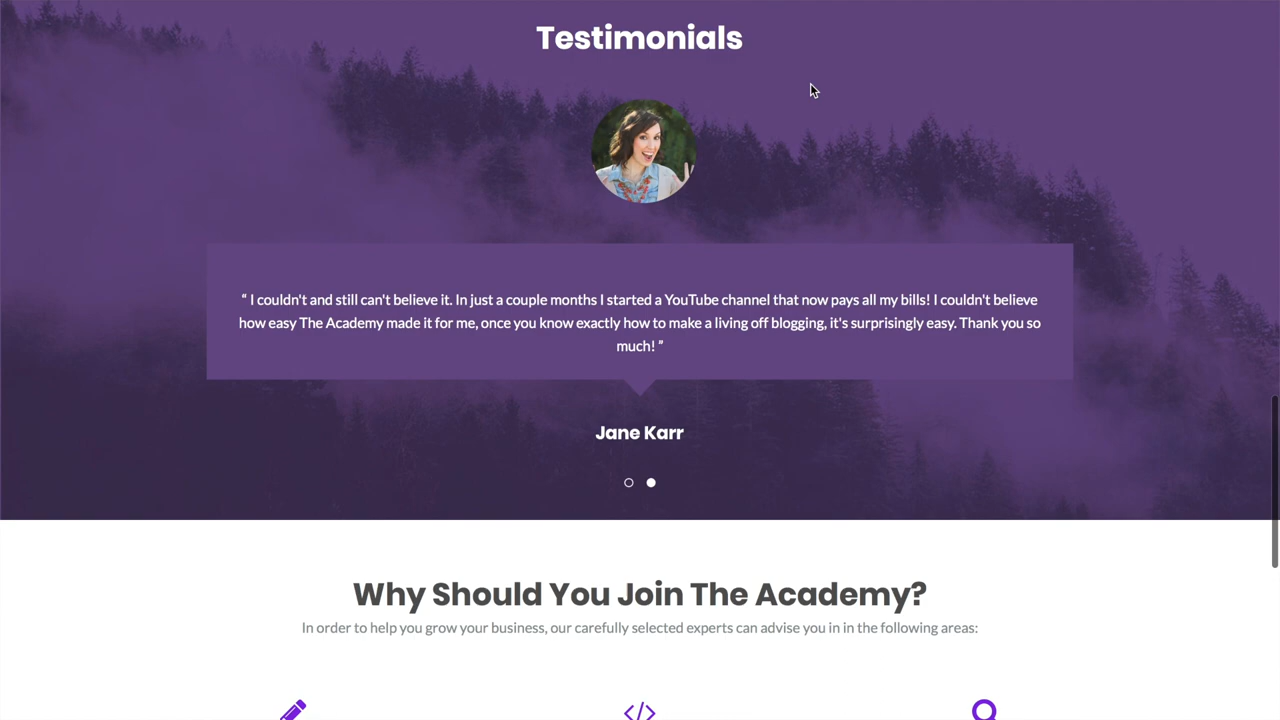 Testimonials
“ I couldn't and still can't believe it. In just a couple months I started a YouTube channel that now pays all my bills! I couldn't believe
how easy The Academy made it for me, once you know exactly how to make a living off blogging, it's surprisingly easy. Thank you so
much! ”
Jane Karr
Why Should You Join The Academy?
In order to help you grow your business, our carefully selected experts can advise you in in the following areas: